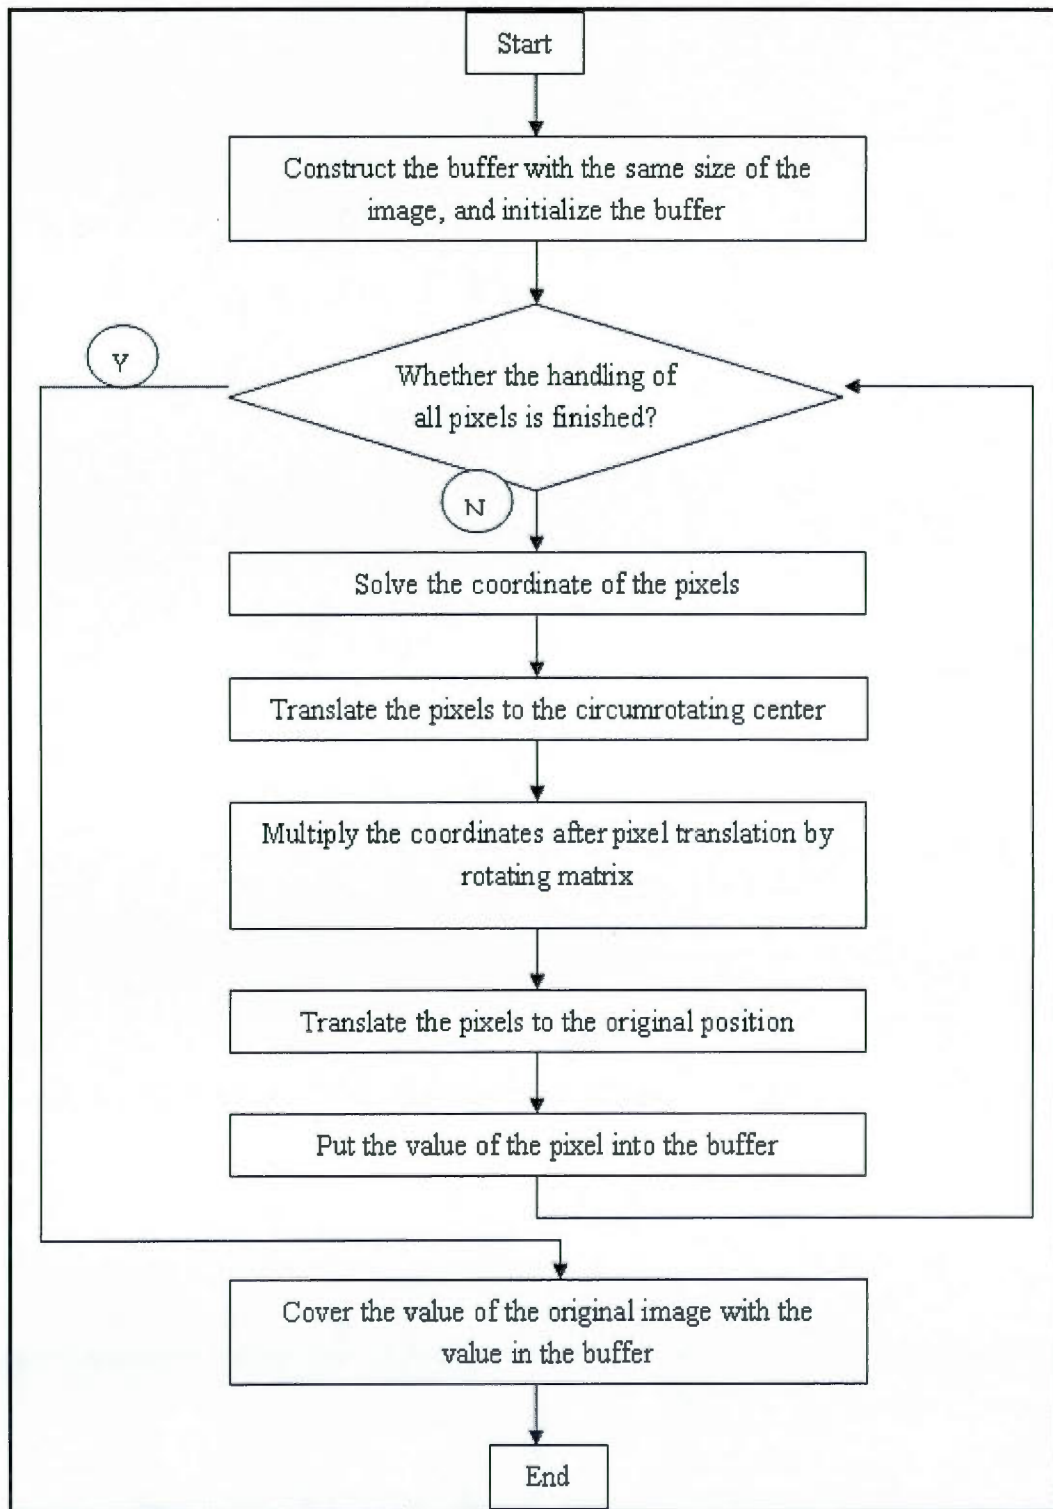 Start
Construct the buffer with the same size of the
image, and initialize the buffer
Y
Whether the handling of
all pixels is finished?
N
Solve the coordinate of the pixels
Translate the pixels to the circumrotating center
Multiply the coordinates after pixel translation by
rotating matrix
Translate the pixels to the original position
Put the value of the pixel into the buffer
Cover the value of the original image with the
value in the buffer
End